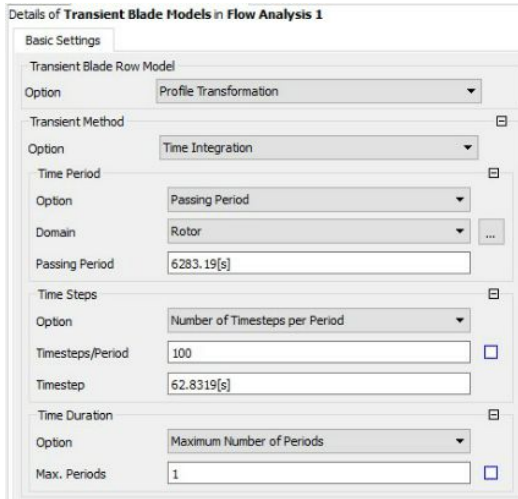 Details of Transient Blade Models in Flow Analysis 1
Basic Settings
Transient Blade Row Model
Option Profile Transformation
Transient Method
Option Time Integration
Time Period
Option Passing Period
Domain Rotor ...
Passing Period 6283.19[s]
Time Steps
Option Number of Timesteps per Period
Timesteps/Period 100
Timestep 62.8319[s]
Time Duration
Option Maximum Number of Periods
Max. Periods 1